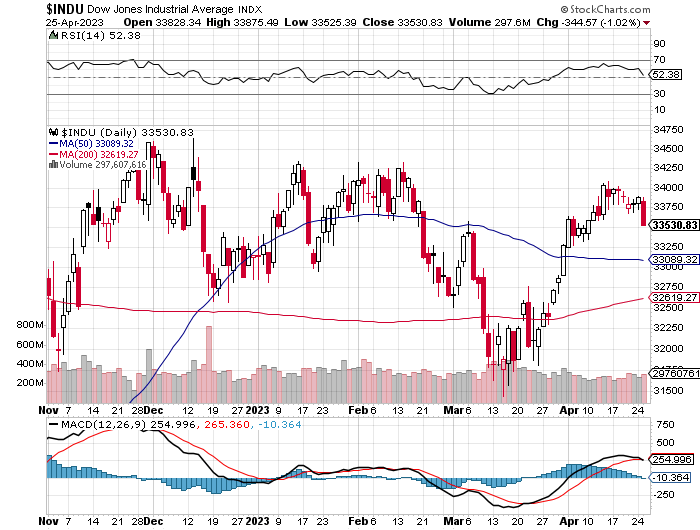 $INDU Dow Jones Industrial Average INDX © StockCharts.com
25-Apr-2023 Open 33828.34 High 33875.49 Low 33525.39 Close 33530.83 Volume 297.6M Chg -344.57 (-1.02%)
RSI(14) 52.38
90
70
52.38
30
10
$INDU (Daily) 33530.83
MA(50) 33089.32
MA(200) 32619.27
Volume 297,607,616
34750
34500
34250
34000
33750
33530.83
33250
33089.32
33000
32750
32619.27
32500
32250
32000
31750
31500
800M
600M
400M
200M
29760761
Nov 7 14 21 28 Dec 12 19 27 2023 9 17 23 Feb 6 13 21 27 Mar 6 13 20 27 Apr 10 17 24
MACD(12,26,9) 254.996, 265.360, -10.364
750
500
254.996
-10.364
-250
-500
Nov 7 14 21 28 Dec 12 19 27 2023 9 17 23 Feb 6 13 21 27 Mar 6 13 20 27 Apr 10 17 24